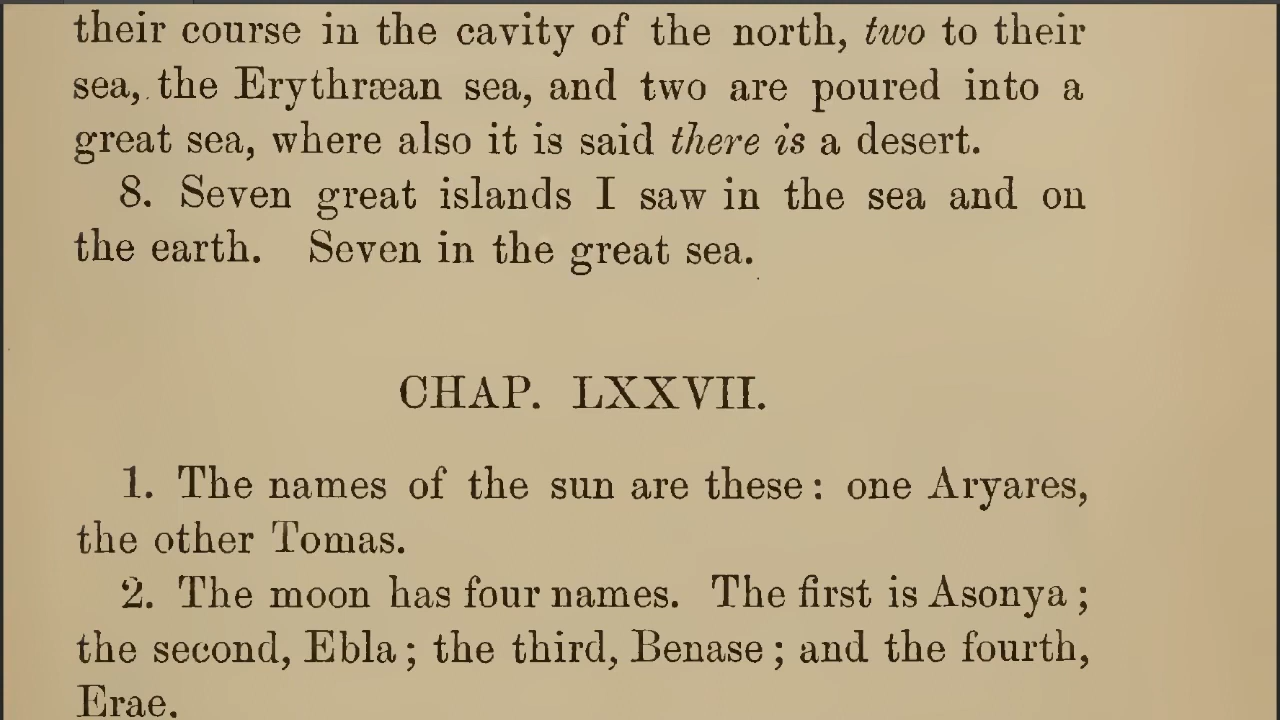 their course in the cavity of the north, two to their
sea, the Erythræan sea, and two are poured into a
great sea, where also it is said there is a desert.
8. Seven great islands I saw in the sea and on
the earth. Seven in the great sea.
CHAP. LXXVII.
1. The names of the sun are these: one Aryares,
the other Tomas.
2. The moon has four names. The first is Asonya;
the second, Ebla; the third, Benase; and the fourth,
Erae.